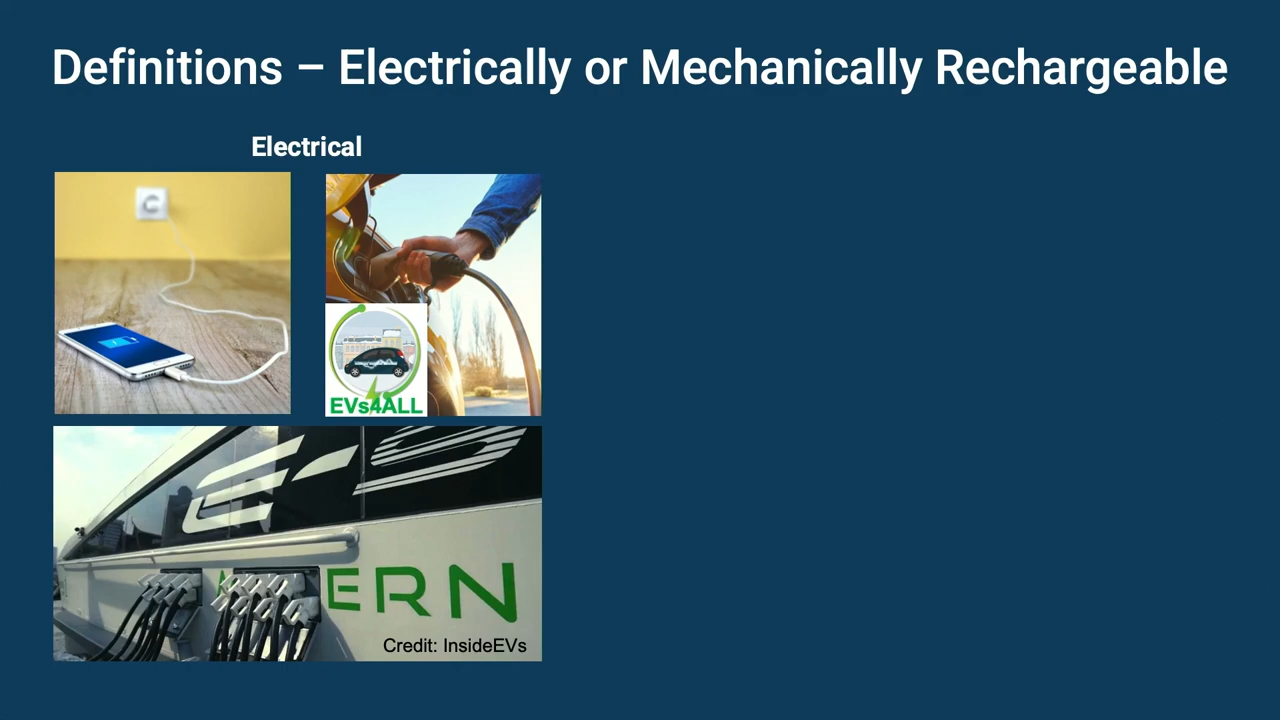 Definitions – Electrically or Mechanically Rechargeable
Electrical
EVs4ALL
E-S
ERN
Credit: InsideEVs